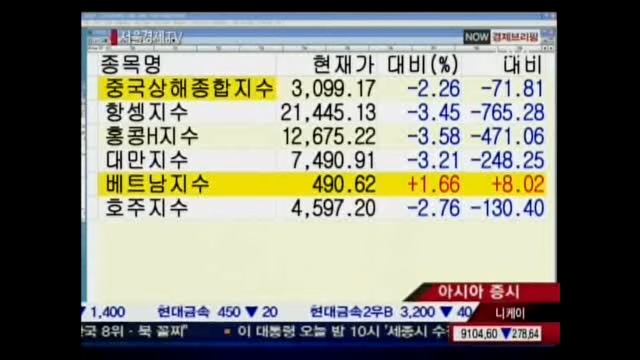 서울경제TV
NOW 경제브리핑
종목명 현재가 대비(%) 대비
중국상해종합지수 3,099.17 -2.26 -71.81
항셍지수 21,445.13 -3.45 -765.28
홍콩H지수 12,675.22 -3.58 -471.06
대만지수 7,490.91 -3.21 -248.25
베트남지수 490.62 +1.66 +8.02
호주지수 4,597.20 -2.76 -130.40
아시아 증시
▼ 1,400 현대금속 450 ▼ 20 현대금속2우B 3,200 ▼ 40
니케이
국 8위 - 북 꼴찌" 이 대통령 오늘 밤 10시 '세종시 수
9104,60 ▼278,64